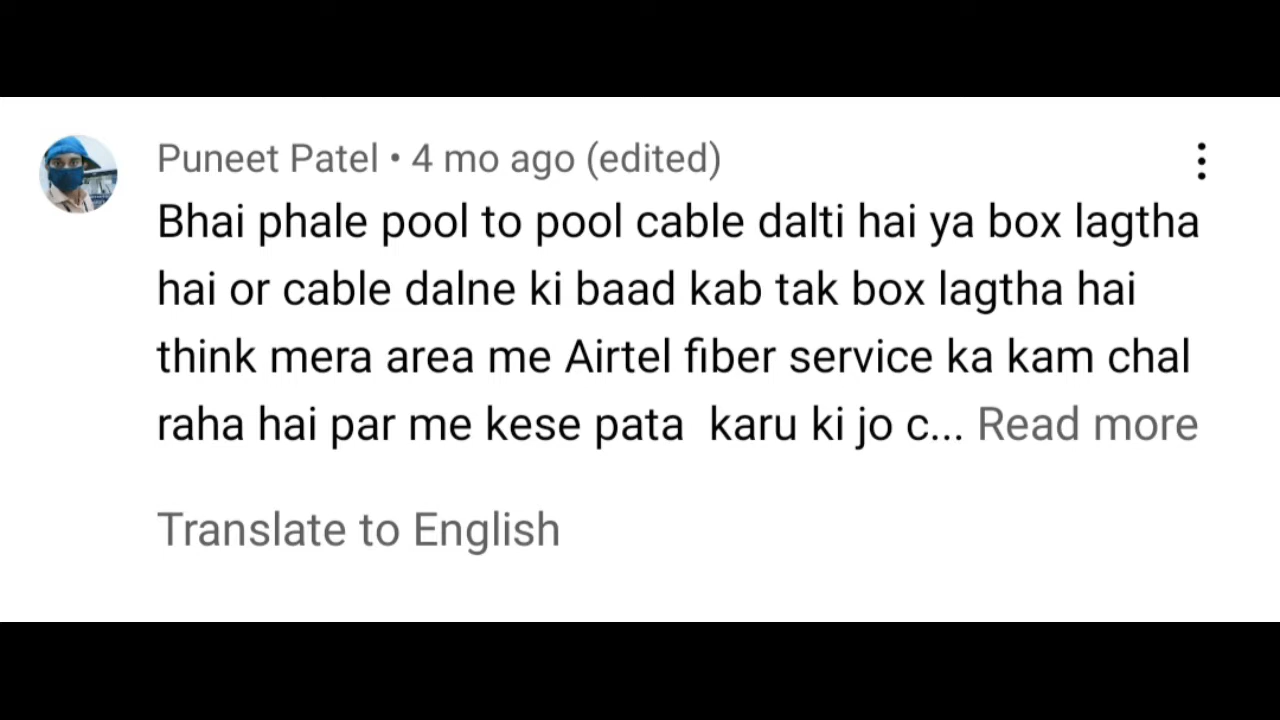 Puneet Patel • 4 mo ago (edited)
Bhai phale pool to pool cable dalti hai ya box lagtha
hai or cable dalne ki baad kab tak box lagtha hai
think mera area me Airtel fiber service ka kam chal
raha hai par me kese pata  karu ki jo c... Read more
Translate to English